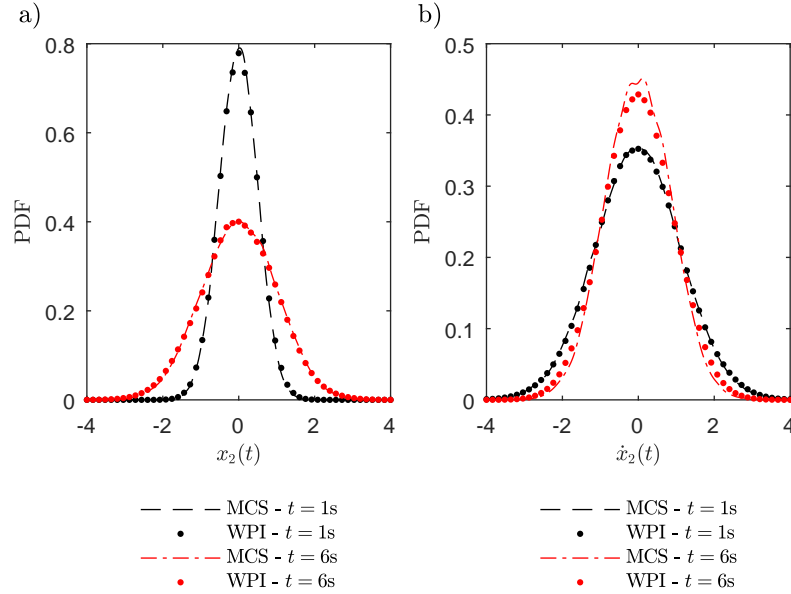 a)
b)
0.8
0.6
0.4
0.2
0
PDF
-4
-2
0
2
4
x₂(t)
0.5
0.4
0.3
0.2
0.1
0
PDF
-4
-2
0
2
4
ẋ₂(t)
MCS - t = 1s
WPI - t = 1s
MCS - t = 6s
WPI - t = 6s
MCS - t = 1s
WPI - t = 1s
MCS - t = 6s
WPI - t = 6s